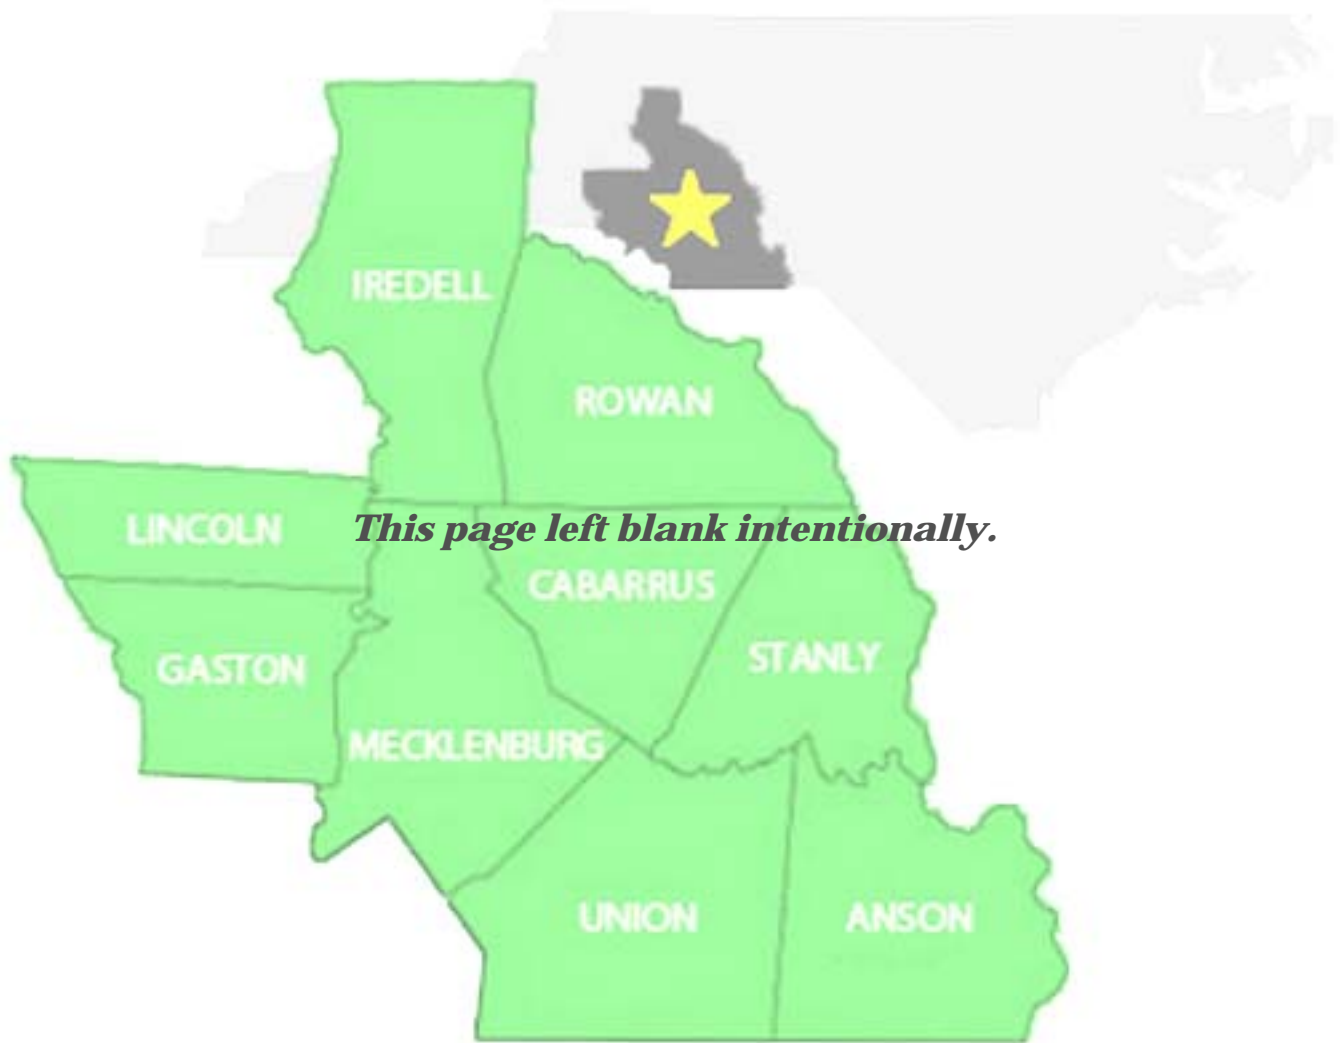 IREDELL
ROWAN
LINCOLN
This page left blank intentionally.
CABARRUS
STANLY
GASTON
MECKLENBURG
UNION
ANSON